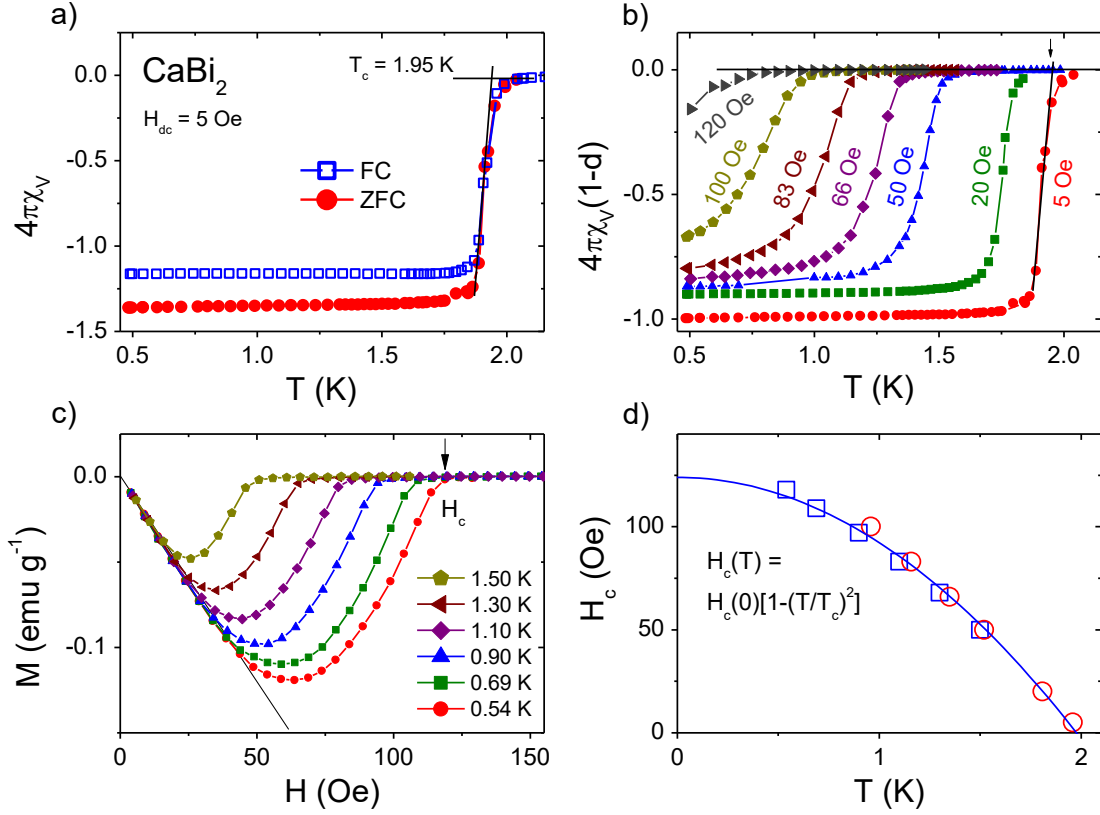 a)
CaBi2
Hdc = 5 Oe
Tc = 1.95 K
FC
ZFC
0.0
-0.5
-1.0
-1.5
4πχV
0.5
1.0
1.5
2.0
T (K)
b)
120 Oe
100 Oe
83 Oe
66 Oe
50 Oe
20 Oe
5 Oe
0.0
-0.5
-1.0
4πχV(1-d)
0.5
1.0
1.5
2.0
T (K)
c)
Hc
1.50 K
1.30 K
1.10 K
0.90 K
0.69 K
0.54 K
0.0
-0.1
M (emu g-1)
0
50
100
150
H (Oe)
d)
Hc(T) =
Hc(0)[1-(T/Tc)2]
100
50
0
Hc (Oe)
0
1
2
T (K)